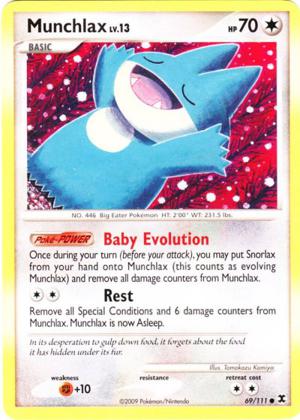 Munchlax LV.13 HP 70
BASIC
NO. 446 Big Eater Pokémon HT: 2'00" WT: 231.5 lbs.
Poké-POWER Baby Evolution
Once during your turn (before your attack), you may put Snorlax
from your hand onto Munchlax (this counts as evolving
Munchlax) and remove all damage counters from Munchlax.
Rest
Remove all Special Conditions and 6 damage counters from
Munchlax. Munchlax is now Asleep.
In its desperation to gulp down food, it forgets about the food
it has hidden under its fur.
Illus. Tomokazu Komiya
weakness resistance retreat cost
+10
©2009 Pokémon/Nintendo 69/111